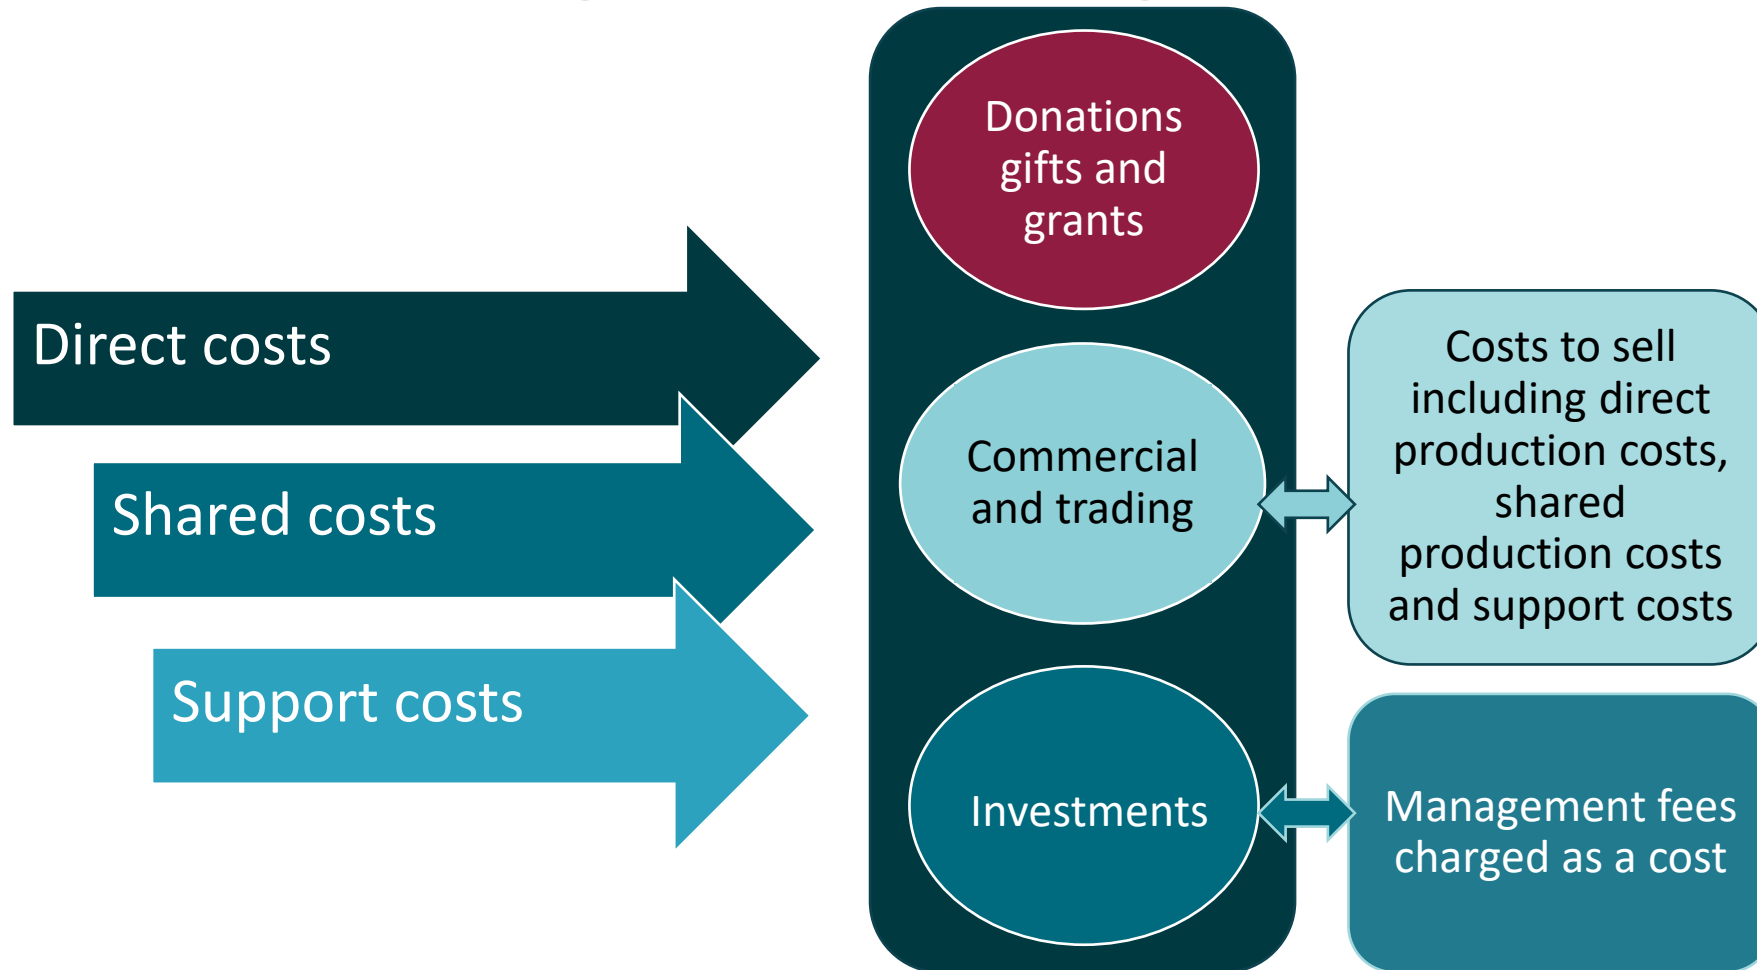 Direct costs
Shared costs
Support costs
Donations
gifts and
grants
Commercial
and trading
Investments
Costs to sell
including direct
production costs,
shared
production costs
and support costs
Management fees
charged as a cost